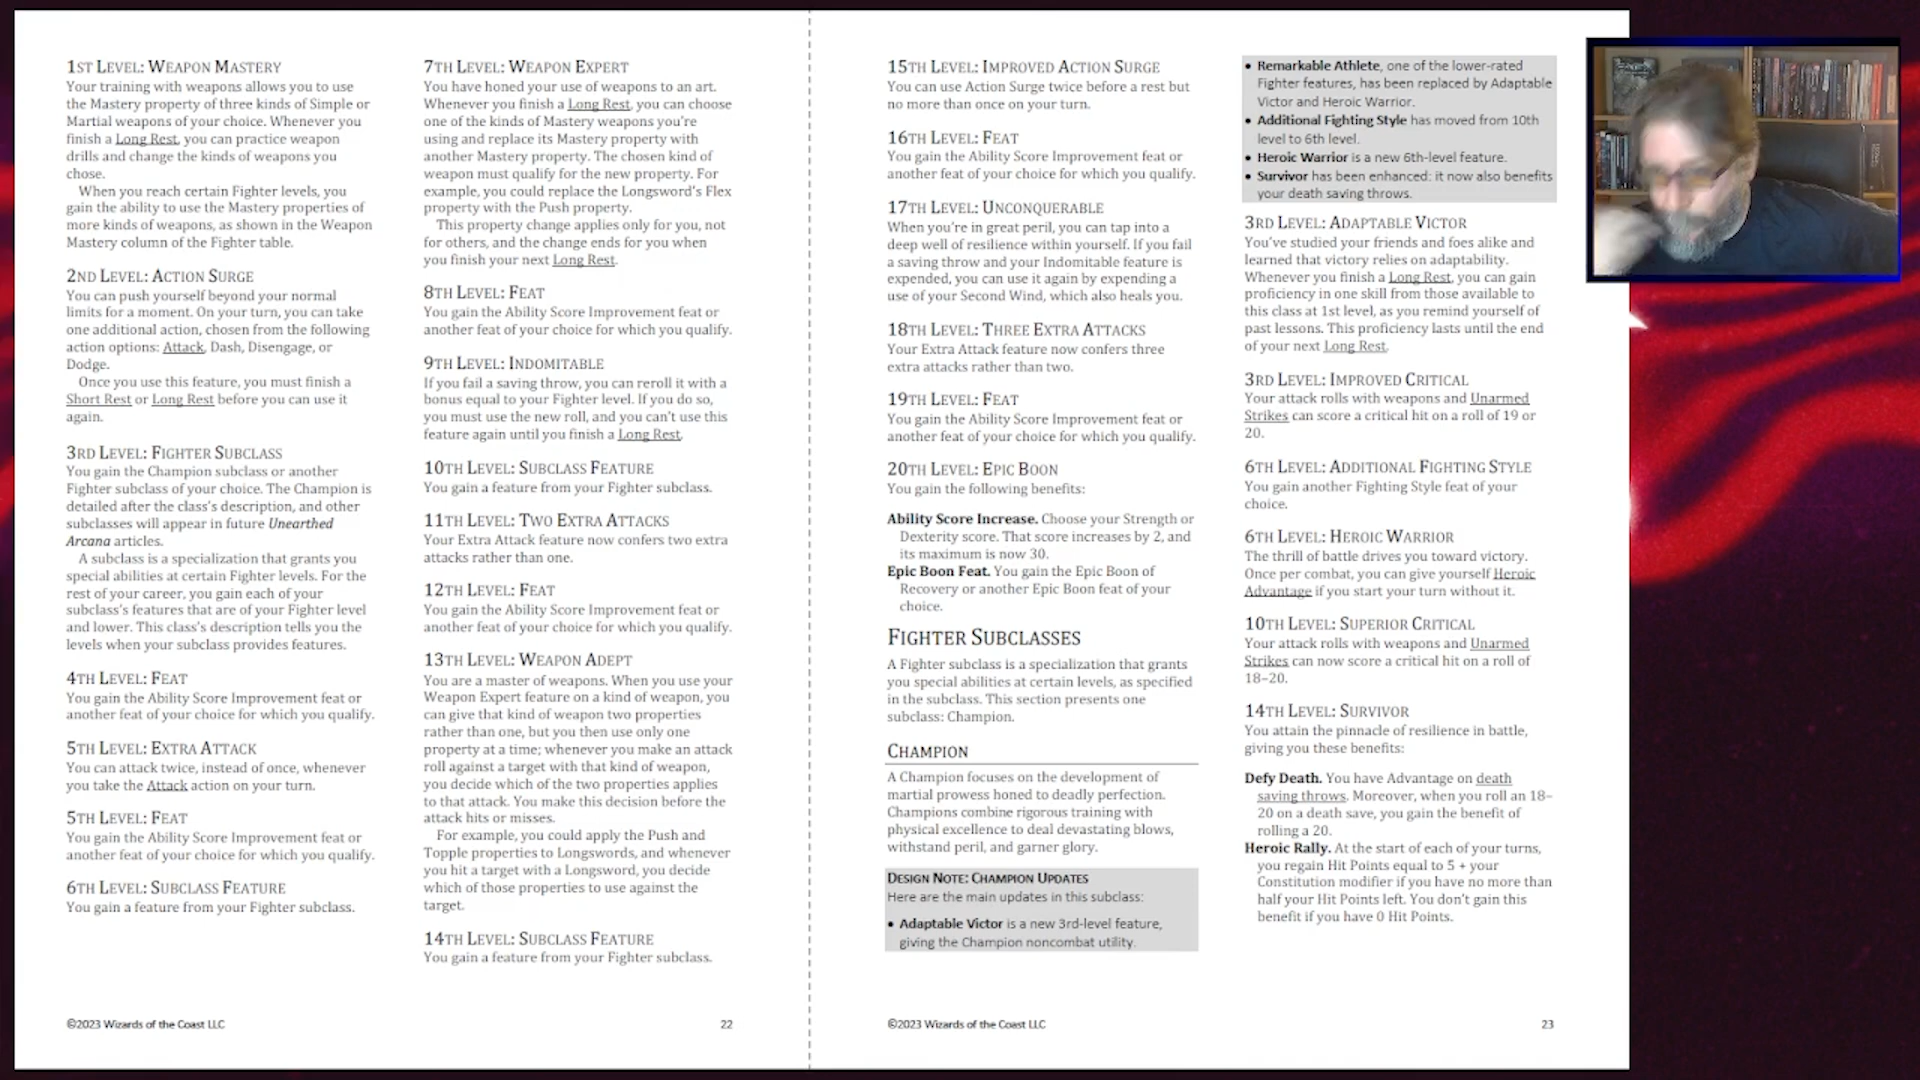 1ST LEVEL: WEAPON MASTERY
Your training with weapons allows you to use
the Mastery property of three kinds of Simple or
Martial weapons of your choice. Whenever you
finish a Long Rest, you can practice weapon
drills and change the kinds of weapons you
chose.
When you reach certain Fighter levels, you
gain the ability to use the Mastery properties of
more kinds of weapons, as shown in the Weapon
Mastery column of the Fighter table.
2ND LEVEL: ACTION SURGE
You can push yourself beyond your normal
limits for a moment. On your turn, you can take
one additional action, chosen from the following
action options: Attack, Dash, Disengage, or
Dodge.
Once you use this feature, you must finish a
Short Rest or Long Rest before you can use it
again.
3RD LEVEL: FIGHTER SUBCLASS
You gain the Champion subclass or another
Fighter subclass of your choice. The Champion is
detailed after the class's description, and other
subclasses will appear in future Unearthed
Arcana articles.
A subclass is a specialization that grants you
special abilities at certain Fighter levels. For the
rest of your career, you gain each of your
subclass's features that are of your Fighter level
and lower. This class's description tells you the
levels when your subclass provides features.
4TH LEVEL: FEAT
You gain the Ability Score Improvement feat or
another feat of your choice for which you qualify.
5TH LEVEL: EXTRA ATTACK
You can attack twice, instead of once, whenever
you take the Attack action on your turn.
5TH LEVEL: FEAT
You gain the Ability Score Improvement feat or
another feat of your choice for which you qualify.
6TH LEVEL: SUBCLASS FEATURE
You gain a feature from your Fighter subclass.
7TH LEVEL: WEAPON EXPERT
You have honed your use of weapons to an art.
Whenever you finish a Long Rest, you can choose
one of the kinds of Mastery weapons you're
using and replace its Mastery property with
another Mastery property. The chosen kind of
weapon must qualify for the new property. For
example, you could replace the Longsword's Flex
property with the Push property.
This property change applies only for you, not
for others, and the change ends for you when
you finish your next Long Rest.
8TH LEVEL: FEAT
You gain the Ability Score Improvement feat or
another feat of your choice for which you qualify.
9TH LEVEL: INDOMITABLE
If you fail a saving throw, you can reroll it with a
bonus equal to your Fighter level. If you do so,
you must use the new roll, and you can't use this
feature again until you finish a Long Rest.
10TH LEVEL: SUBCLASS FEATURE
You gain a feature from your Fighter subclass.
11TH LEVEL: TWO EXTRA ATTACKS
Your Extra Attack feature now confers two extra
attacks rather than one.
12TH LEVEL: FEAT
You gain the Ability Score Improvement feat or
another feat of your choice for which you qualify.
13TH LEVEL: WEAPON ADEPT
You are a master of weapons. When you use your
Weapon Expert feature on a kind of weapon, you
can give that kind of weapon two properties
rather than one, but you then use only one
property at a time; whenever you make an attack
roll against a target with that kind of weapon,
you decide which of the two properties applies
to that attack. You make this decision before the
attack hits or misses.
For example, you could apply the Push and
Topple properties to Longswords, and whenever
you hit a target with a Longsword, you decide
which of those properties to use against the
target.
14TH LEVEL: SUBCLASS FEATURE
You gain a feature from your Fighter subclass.
©2023 Wizards of the Coast LLC
22
15TH LEVEL: IMPROVED ACTION SURGE
You can use Action Surge twice before a rest but
no more than once on your turn.
16TH LEVEL: FEAT
You gain the Ability Score Improvement feat or
another feat of your choice for which you qualify.
17TH LEVEL: UNCONQUERABLE
When you're in great peril, you can tap into a
deep well of resilience within yourself. If you fail
a saving throw and your Indomitable feature is
expended, you can use it again by expending a
use of your Second Wind, which also heals you.
18TH LEVEL: THREE EXTRA ATTACKS
Your Extra Attack feature now confers three
extra attacks rather than two.
19TH LEVEL: FEAT
You gain the Ability Score Improvement feat or
another feat of your choice for which you qualify.
20TH LEVEL: EPIC BOON
You gain the following benefits:
Ability Score Increase. Choose your Strength or
Dexterity score. That score increases by 2, and
its maximum is now 30.
Epic Boon Feat. You gain the Epic Boon of
Recovery or another Epic Boon feat of your
choice.
FIGHTER SUBCLASSES
A Fighter subclass is a specialization that grants
you special abilities at certain levels, as specified
in the subclass. This section presents one
subclass: Champion.
CHAMPION
A Champion focuses on the development of
martial prowess honed to deadly perfection.
Champions combine rigorous training with
physical excellence to deal devastating blows,
withstand peril, and garner glory.
DESIGN NOTE: CHAMPION UPDATES
Here are the main updates in this subclass:
• Adaptable Victor is a new 3rd-level feature,
giving the Champion noncombat utility.
• Remarkable Athlete, one of the lower-rated
Fighter features, has been replaced by Adaptable
Victor and Heroic Warrior.
• Additional Fighting Style has moved from 10th
level to 6th level.
• Heroic Warrior is a new 6th-level feature.
• Survivor has been enhanced: it now also benefits
your death saving throws.
3RD LEVEL: ADAPTABLE VICTOR
You've studied your friends and foes alike and
learned that victory relies on adaptability.
Whenever you finish a Long Rest, you can gain
proficiency in one skill from those available to
this class at 1st level, as you remind yourself of
past lessons. This proficiency lasts until the end
of your next Long Rest.
3RD LEVEL: IMPROVED CRITICAL
Your attack rolls with weapons and Unarmed
Strikes can score a critical hit on a roll of 19 or
20.
6TH LEVEL: ADDITIONAL FIGHTING STYLE
You gain another Fighting Style feat of your
choice.
6TH LEVEL: HEROIC WARRIOR
The thrill of battle drives you toward victory.
Once per combat, you can give yourself Heroic
Advantage if you start your turn without it.
10TH LEVEL: SUPERIOR CRITICAL
Your attack rolls with weapons and Unarmed
Strikes can now score a critical hit on a roll of
18–20.
14TH LEVEL: SURVIVOR
You attain the pinnacle of resilience in battle,
giving you these benefits:
Defy Death. You have Advantage on death
saving throws. Moreover, when you roll an 18–
20 on a death save, you gain the benefit of
rolling a 20.
Heroic Rally. At the start of each of your turns,
you regain Hit Points equal to 5 + your
Constitution modifier if you have no more than
half your Hit Points left. You don't gain this
benefit if you have 0 Hit Points.
©2023 Wizards of the Coast LLC
23